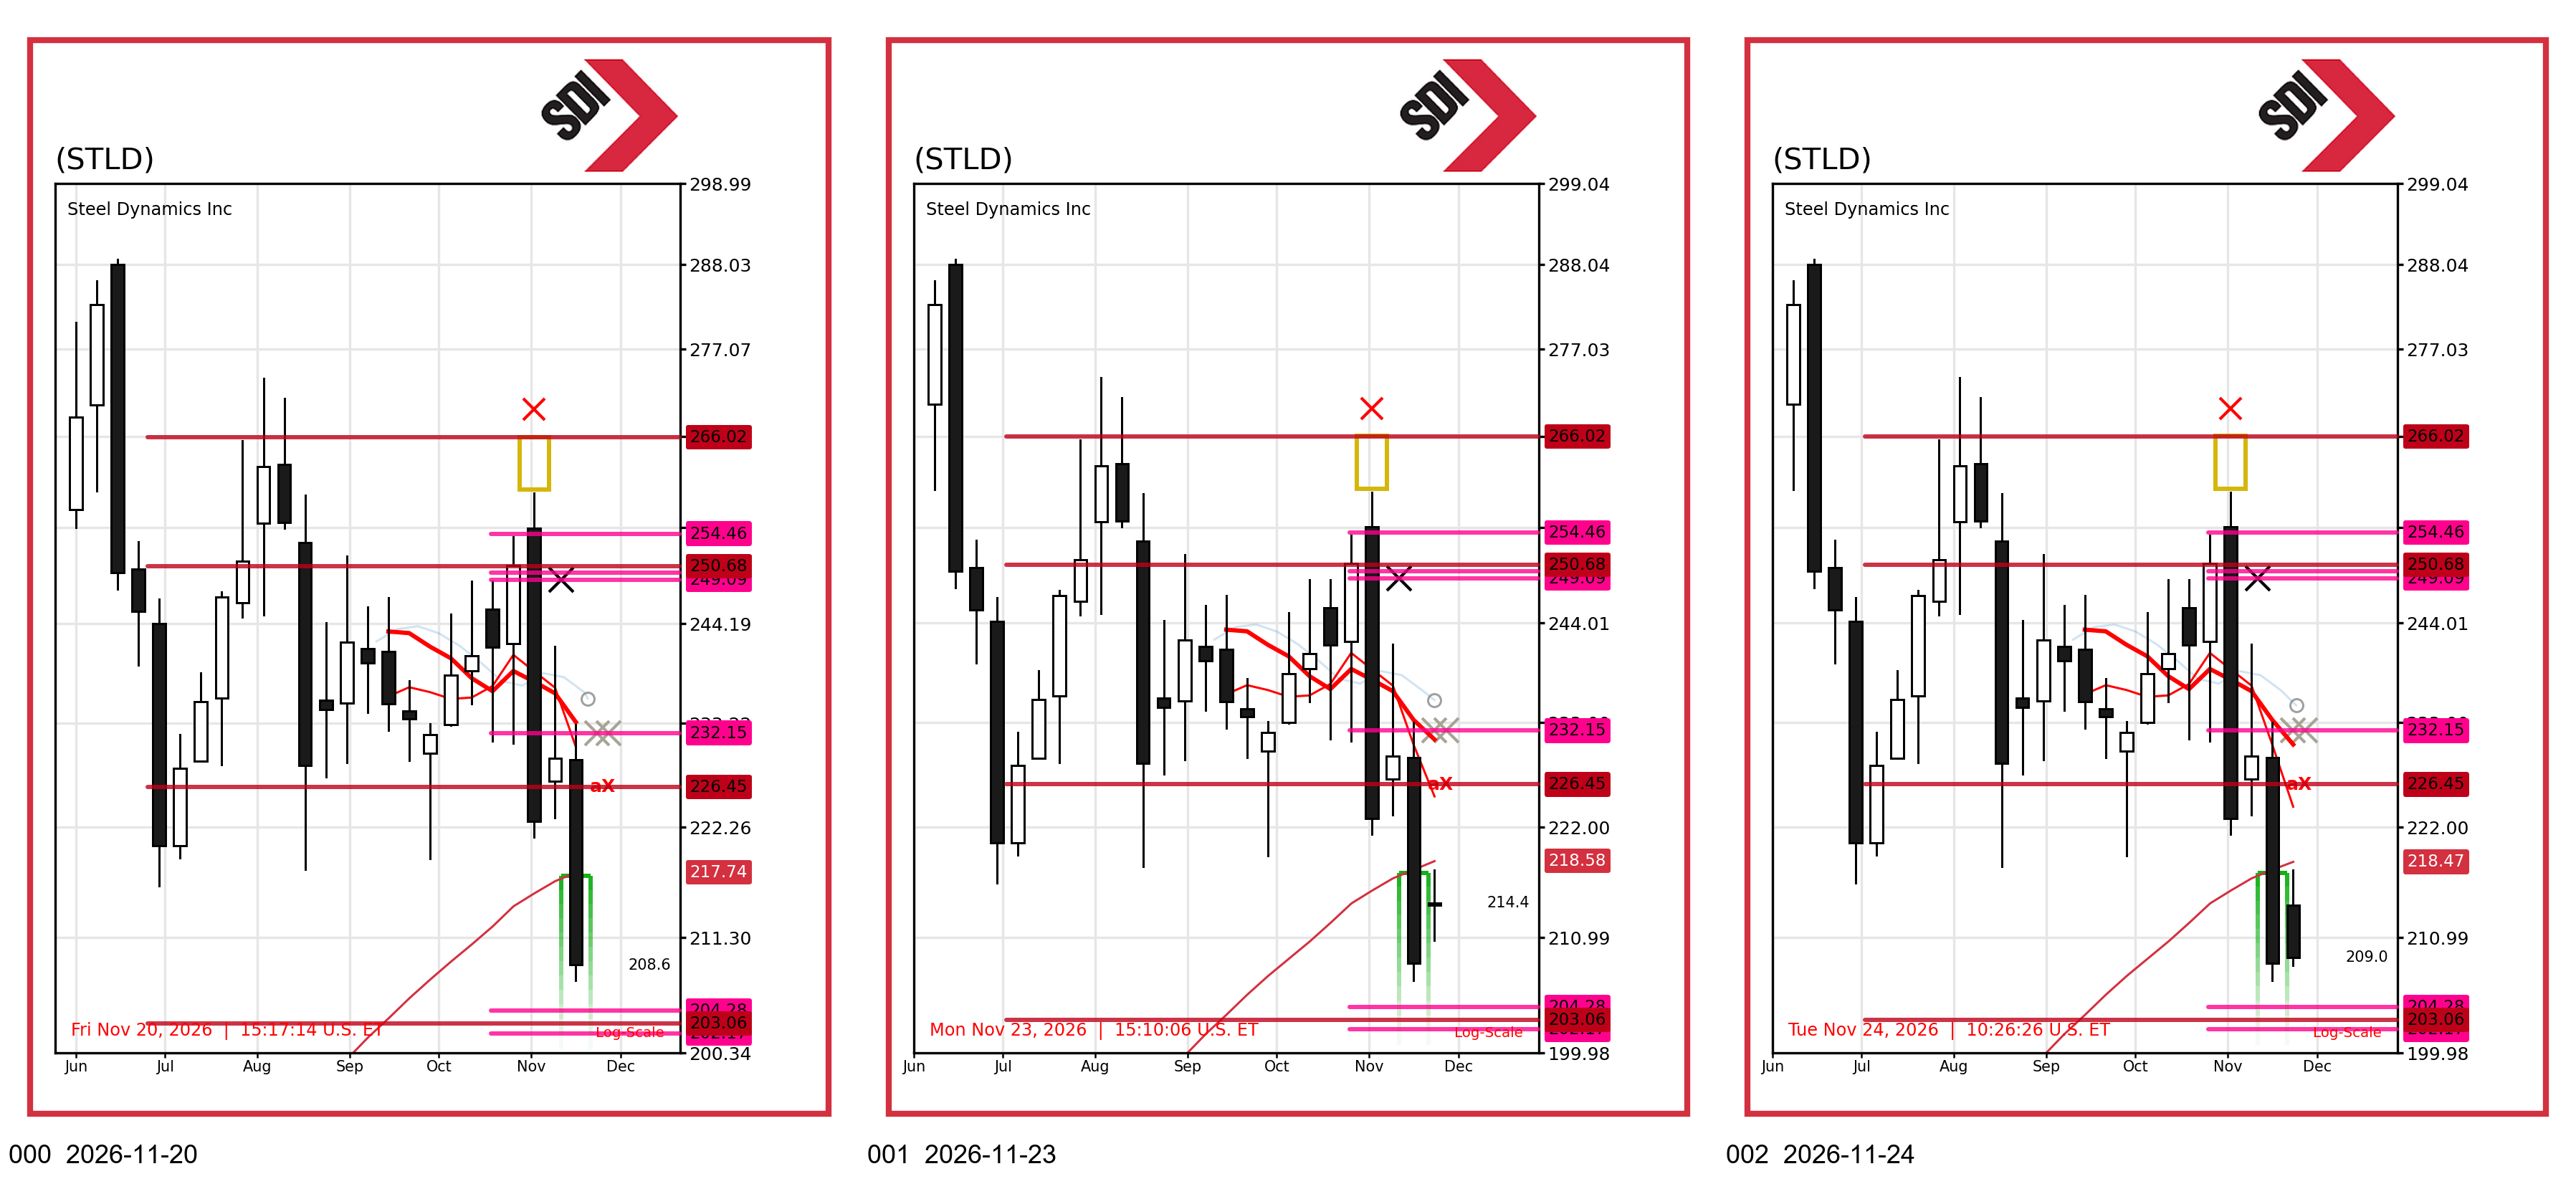 SDI
(STLD)
Steel Dynamics Inc
298.99
288.03
277.07
266.02
254.46
250.68
249.09
244.19
232.15
226.45
222.26
217.74
211.30
208.6
204.28
203.06
200.34
aX
Fri Nov 20, 2026 | 15:17:14 U.S. ET
Log-Scale
Jun Jul Aug Sep Oct Nov Dec
000 2026-11-20
SDI
(STLD)
Steel Dynamics Inc
299.04
288.04
277.03
266.02
254.46
250.68
249.09
244.01
232.15
226.45
222.00
218.58
214.4
210.99
204.28
203.06
199.98
aX
Mon Nov 23, 2026 | 15:10:06 U.S. ET
Log-Scale
Jun Jul Aug Sep Oct Nov Dec
001 2026-11-23
SDI
(STLD)
Steel Dynamics Inc
299.04
288.04
277.03
266.02
254.46
250.68
249.09
244.01
232.15
226.45
222.00
218.47
210.99
209.0
204.28
203.06
199.98
aX
Tue Nov 24, 2026 | 10:26:26 U.S. ET
Log-Scale
Jun Jul Aug Sep Oct Nov Dec
002 2026-11-24